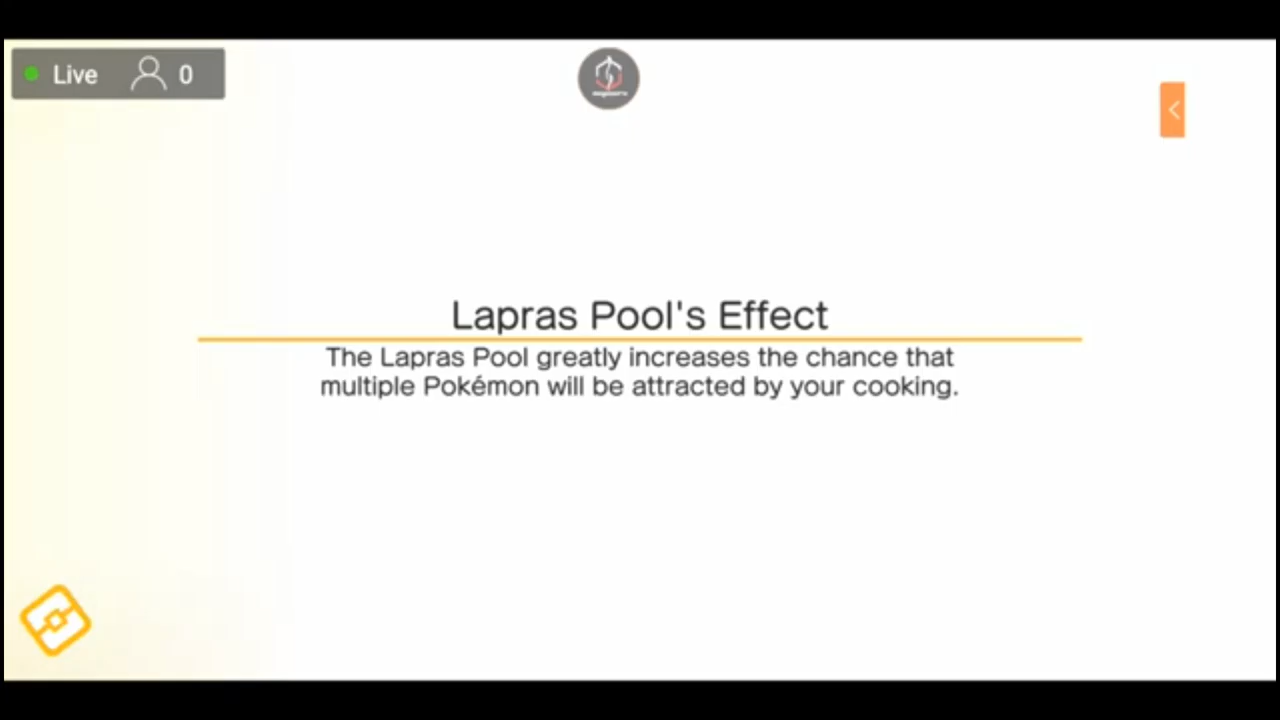 Live 0
Lapras Pool's Effect
The Lapras Pool greatly increases the chance that
multiple Pokémon will be attracted by your cooking.